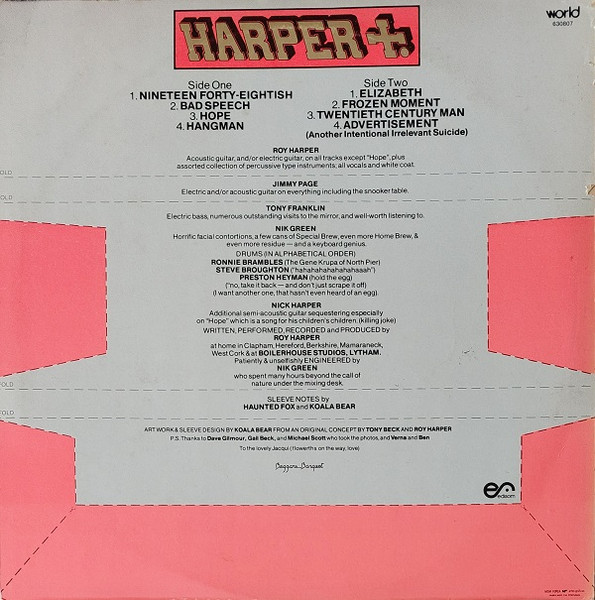 HARPER +.
world
630807
Side One
1. NINETEEN FORTY-EIGHTISH
2. BAD SPEECH
3. HOPE
4. HANGMAN
Side Two
1. ELIZABETH
2. FROZEN MOMENT
3. TWENTIETH CENTURY MAN
4. ADVERTISEMENT
(Another Intentional Irrelevant Suicide)
ROY HARPER
Acoustic guitar, and/or electric guitar, on all tracks except "Hope", plus
assorted collection of percussive type instruments; all vocals and white coat.
FOLD
JIMMY PAGE
Electric and/or acoustic guitar on everything including the snooker table.
FOLD
TONY FRANKLIN
Electric bass, numerous outstanding visits to the mirror, and well-worth listening to.
NIK GREEN
Horrific facial contortions, a few cans of Special Brew, even more Home Brew, &
even more residue — and a keyboard genius.
DRUMS (IN ALPHABETICAL ORDER)
RONNIE BRAMBLES (The Gene Krupa of North Pier)
STEVE BROUGHTON ("hahahahahahahaaah")
PRESTON HEYMAN (hold the egg)
("no, take it back — and don't just scrape it off)
(I want another one, that hasn't even heard of an egg).
NICK HARPER
Additional semi-acoustic guitar sequestering especially
on "Hope" which is a song for his children's children. (killing joke)
WRITTEN, PERFORMED, RECORDED and PRODUCED by
ROY HARPER
at home in Clapham, Hereford, Berkshire, Mamaraneck,
West Cork & at BOILERHOUSE STUDIOS, LYTHAM.
Patiently & unselfishly ENGINEERED by
NIK GREEN
who spent many hours beyond the call of
nature under the mixing desk.
FOLD
SLEEVE NOTES by
HAUNTED FOX and KOALA BEAR
FOLD
ART WORK & SLEEVE DESIGN BY KOALA BEAR FROM AN ORIGINAL CONCEPT BY TONY BECK AND ROY HARPER
P.S. Thanks to Dave Gilmour, Gail Beck, and Michael Scott who took the photos, and Verna and Ben
To the lovely Jacqui (flowerths on the way, love)
Beggars Banquet
edisom